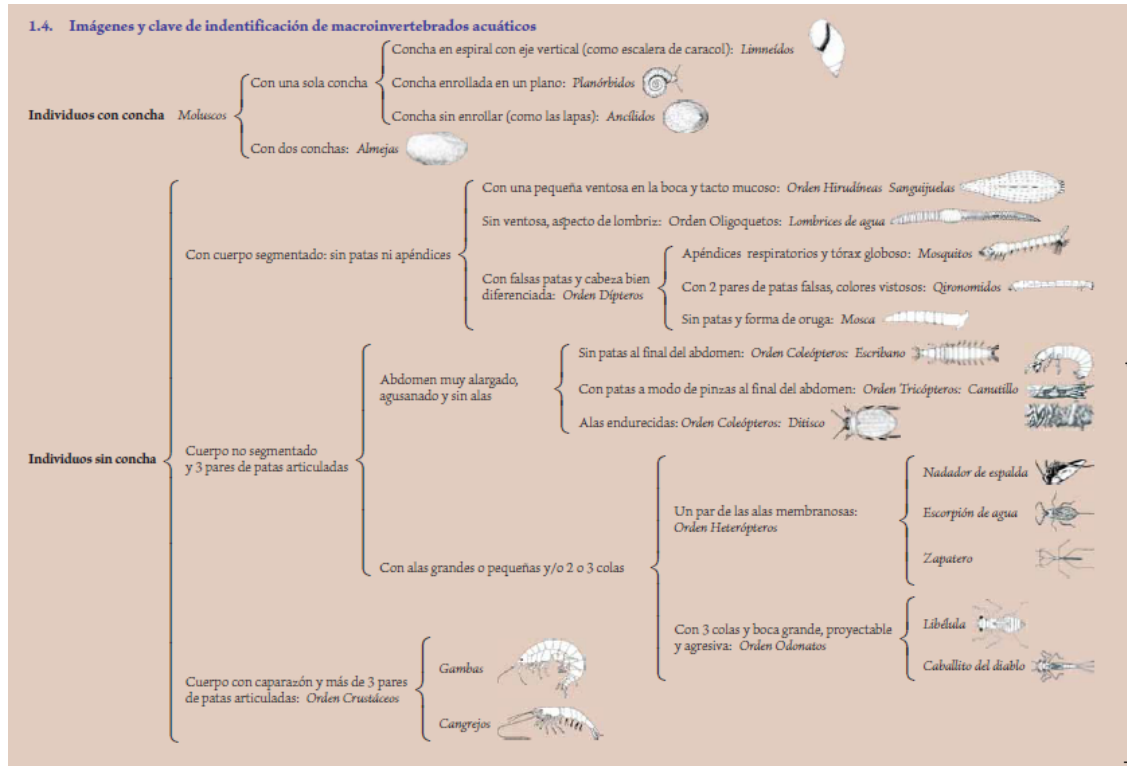 1.4. Imágenes y clave de indentificación de macroinvertebrados acuáticos
Individuos con concha Moluscos
Con una sola concha
Concha en espiral con eje vertical (como escalera de caracol): Limneídos
Concha enrollada en un plano: Planórbidos
Concha sin enrollar (como las lapas): Ancílidos
Con dos conchas: Almejas
Individuos sin concha
Con cuerpo segmentado: sin patas ni apéndices
Con una pequeña ventosa en la boca y tacto mucoso: Orden Hirudíneas Sanguijuelas
Sin ventosa, aspecto de lombriz: Orden Oligoquetos: Lombrices de agua
Con falsas patas y cabeza bien
diferenciada: Orden Dípteros
Apéndices respiratorios y tórax globoso: Mosquitos
Con 2 pares de patas falsas, colores vistosos: Qironomidos
Sin patas y forma de oruga: Mosca
Cuerpo no segmentado
y 3 pares de patas articuladas
Abdomen muy alargado,
agusanado y sin alas
Sin patas al final del abdomen: Orden Coleópteros: Escribano
Con patas a modo de pinzas al final del abdomen: Orden Tricópteros: Canutillo
Alas endurecidas: Orden Coleópteros: Ditisco
Con alas grandes o pequeñas y/o 2 o 3 colas
Un par de las alas membranosas:
Orden Heterópteros
Nadador de espalda
Escorpión de agua
Zapatero
Con 3 colas y boca grande, proyectable
y agresiva: Orden Odonatos
Libélula
Caballito del diablo
Cuerpo con caparazón y más de 3 pares
de patas articuladas: Orden Crustáceos
Gambas
Cangrejos